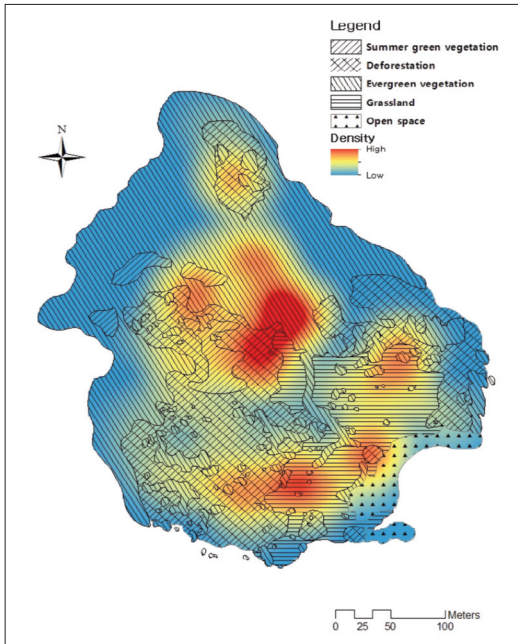 Legend
Summer green vegetation
Deforestation
Evergreen vegetation
Grassland
Open space
Density
High
Low
N
Meters
0 25 50 100